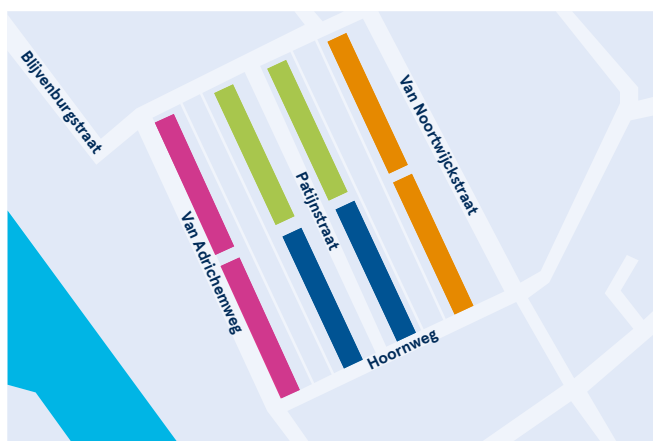 Blijvenburgstraat
Van Noortwijckstraat
Patijnstraat
Van Adrichemweg
Hoornweg